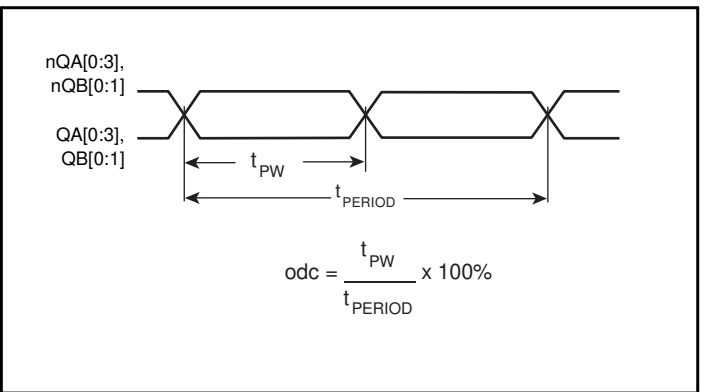 nQA[0:3],
nQB[0:1]
QA[0:3],
QB[0:1]
tPW
tPERIOD
odc = tPW / tPERIOD x 100%